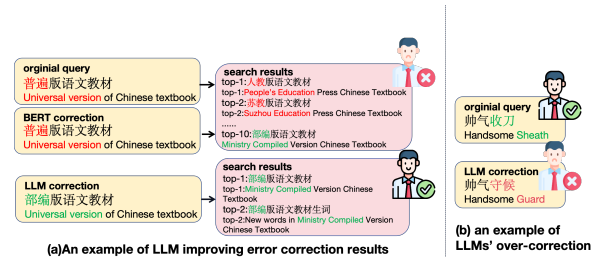 orginial query
普遍版语文教材
Universal version of Chinese textbook
BERT correction
普遍版语文教材
Universal version of Chinese textbook
LLM correction
部编版语文教材
Universal version of Chinese textbook
search results
top-1:人教版语文教材
top-1:People's Education Press Chinese Textbook
top-2:苏教版语文教材
top-2:Suzhou Education Press Chinese Textbook
......
top-10:部编版语文教材
Ministry Compiled Version Chinese Textbook
search results
top-1:部编版语文教材
top-1:Ministry Compiled Version Chinese
Textbook
top-2:部编版语文教材生词
top-2:New words in Ministry Compiled Version
Chinese Textbook
(a)An example of LLM improving error correction results
orginial query
帅气收刀
Handsome Sheath
LLM correction
帅气守候
Handsome Guard
(b) an example of
LLMs' over-correction